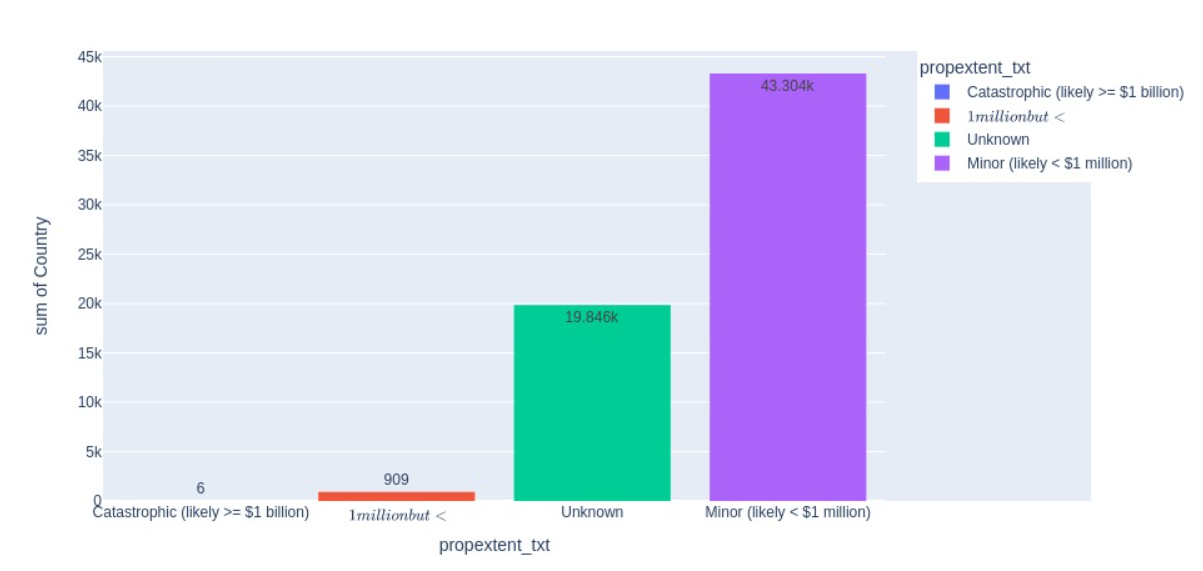 45k
40k
35k
30k
25k
20k
15k
10k
5k
0
sum of Country
6
909
19.846k
43.304k
Catastrophic (likely >= $1 billion)
1millionbut <
Unknown
Minor (likely < $1 million)
propextent_txt
propextent_txt
Catastrophic (likely >= $1 billion)
1millionbut <
Unknown
Minor (likely < $1 million)